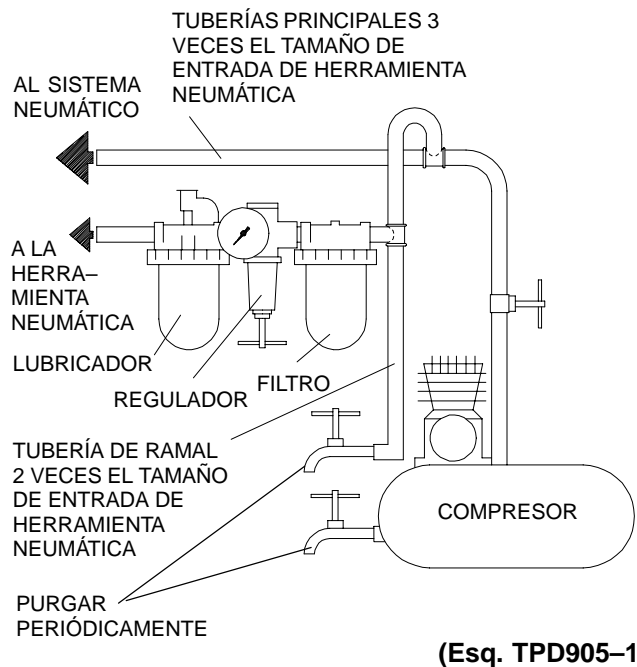 TUBERÍAS PRINCIPALES 3
VECES EL TAMAÑO DE
ENTRADA DE HERRAMIENTA
NEUMÁTICA
AL SISTEMA
NEUMÁTICO
A LA
HERRA–
MIENTA
NEUMÁTICA
LUBRICADOR
REGULADOR
FILTRO
TUBERÍA DE RAMAL
2 VECES EL TAMAÑO
DE ENTRADA DE
HERRAMIENTA
NEUMÁTICA
COMPRESOR
PURGAR
PERIÓDICAMENTE
(Esq. TPD905–1